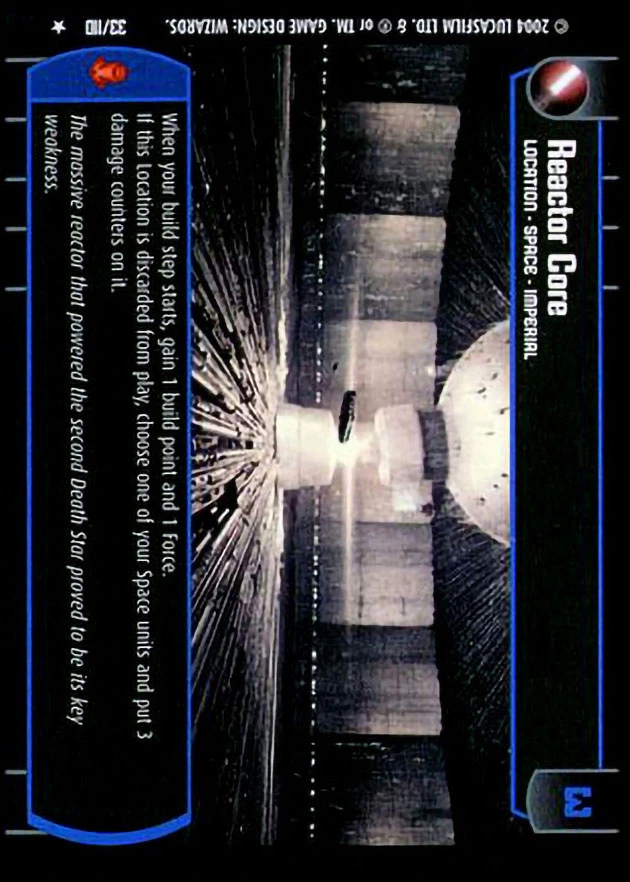 Reactor Core
LOCATION • SPACE • IMPERIAL
3
When your build step starts, gain 1 build point and 1 Force.
If this Location is discarded from play, choose one of your Space units and put 3
damage counters on it.
The massive reactor that powered the second Death Star proved to be its key
weakness.
© 2004 LUCASFILM LTD. & ® or TM. GAME DESIGN: WIZARDS.
33/110 ★